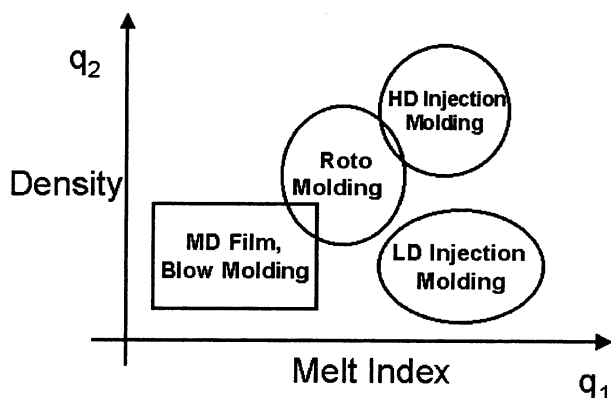 q2
HD Injection
Molding
Roto
Molding
Density
MD Film,
Blow Molding
LD Injection
Molding
Melt Index
q1